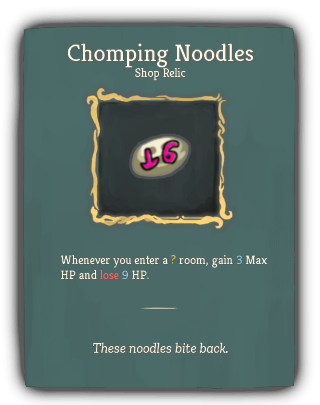 Chomping Noodles
Shop Relic
Whenever you enter a ? room, gain 3 Max
HP and lose 9 HP.
These noodles bite back.